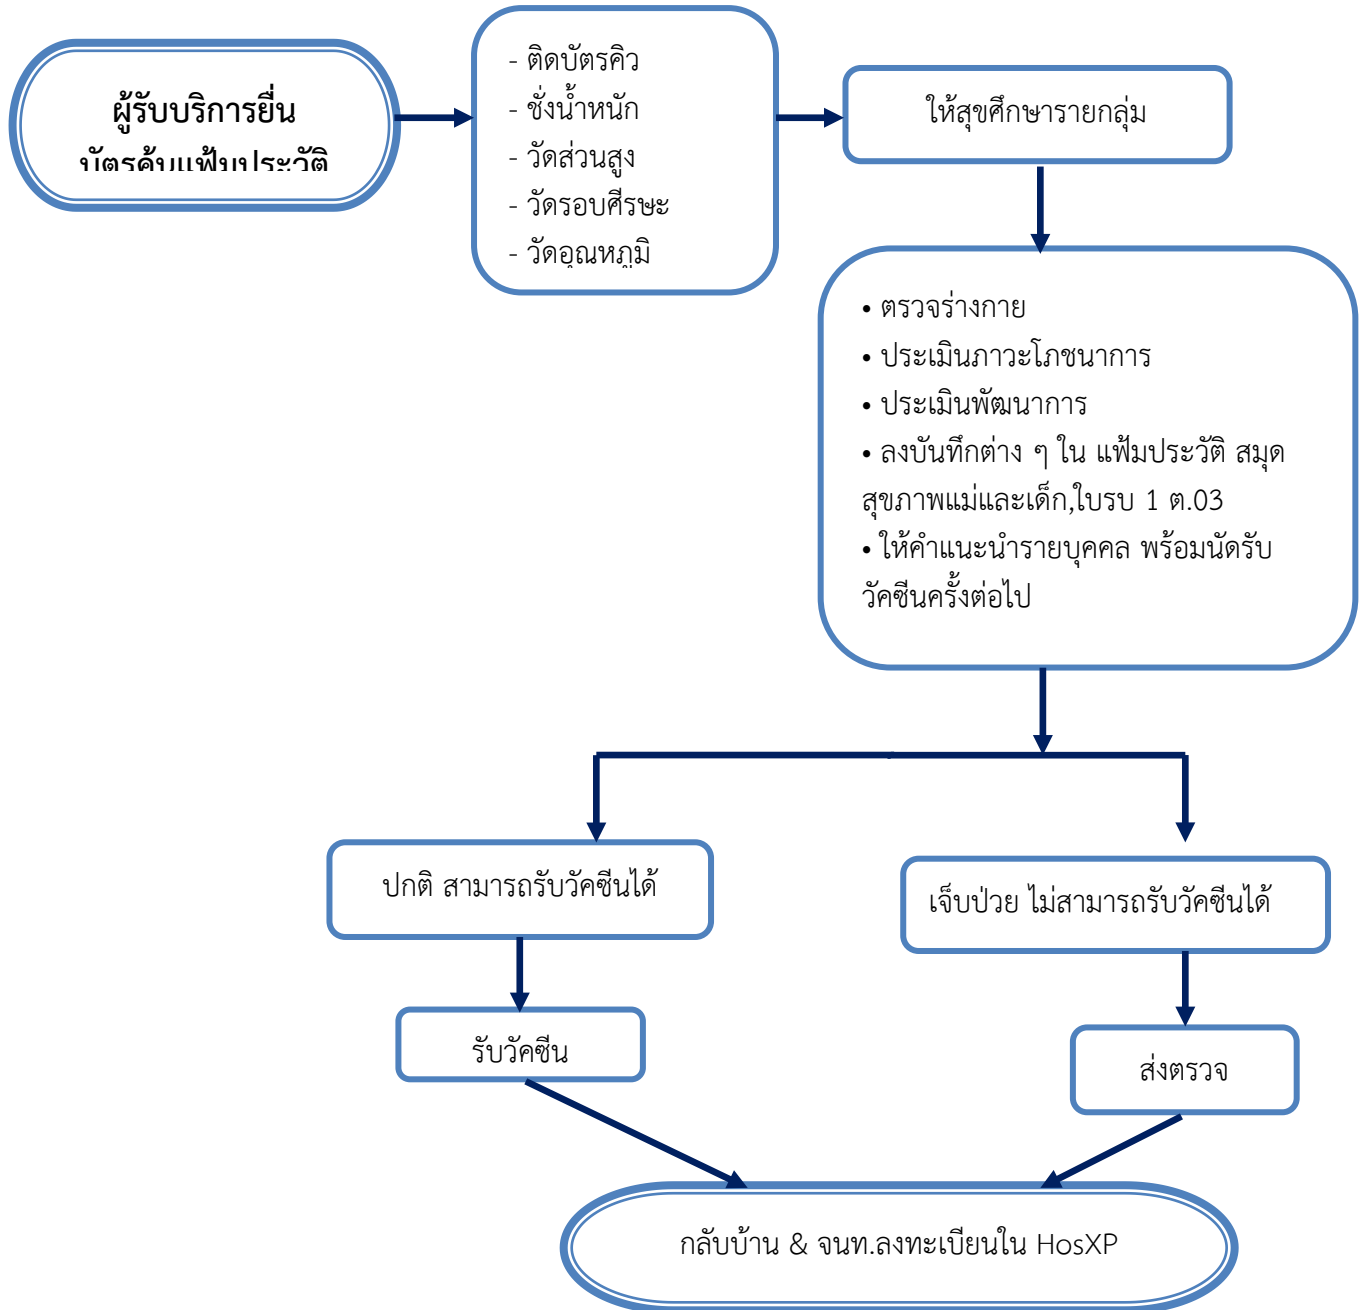 ผู้รับบริการยื่น
บัตรค้นแฟ้มประวัติ
- ติดบัตรคิว
- ชั่งน้ำหนัก
- วัดส่วนสูง
- วัดรอบศีรษะ
- วัดอุณหภูมิ
ให้สุขศึกษารายกลุ่ม
• ตรวจร่างกาย
• ประเมินภาวะโภชนาการ
• ประเมินพัฒนาการ
• ลงบันทึกต่าง ๆ ใน แฟ้มประวัติ สมุด
สุขภาพแม่และเด็ก,ใบรบ 1 ต.03
• ให้คำแนะนำรายบุคคล พร้อมนัดรับ
วัคซีนครั้งต่อไป
ปกติ สามารถรับวัคซีนได้
เจ็บป่วย ไม่สามารถรับวัคซีนได้
รับวัคซีน
ส่งตรวจ
กลับบ้าน & จนท.ลงทะเบียนใน HosXP